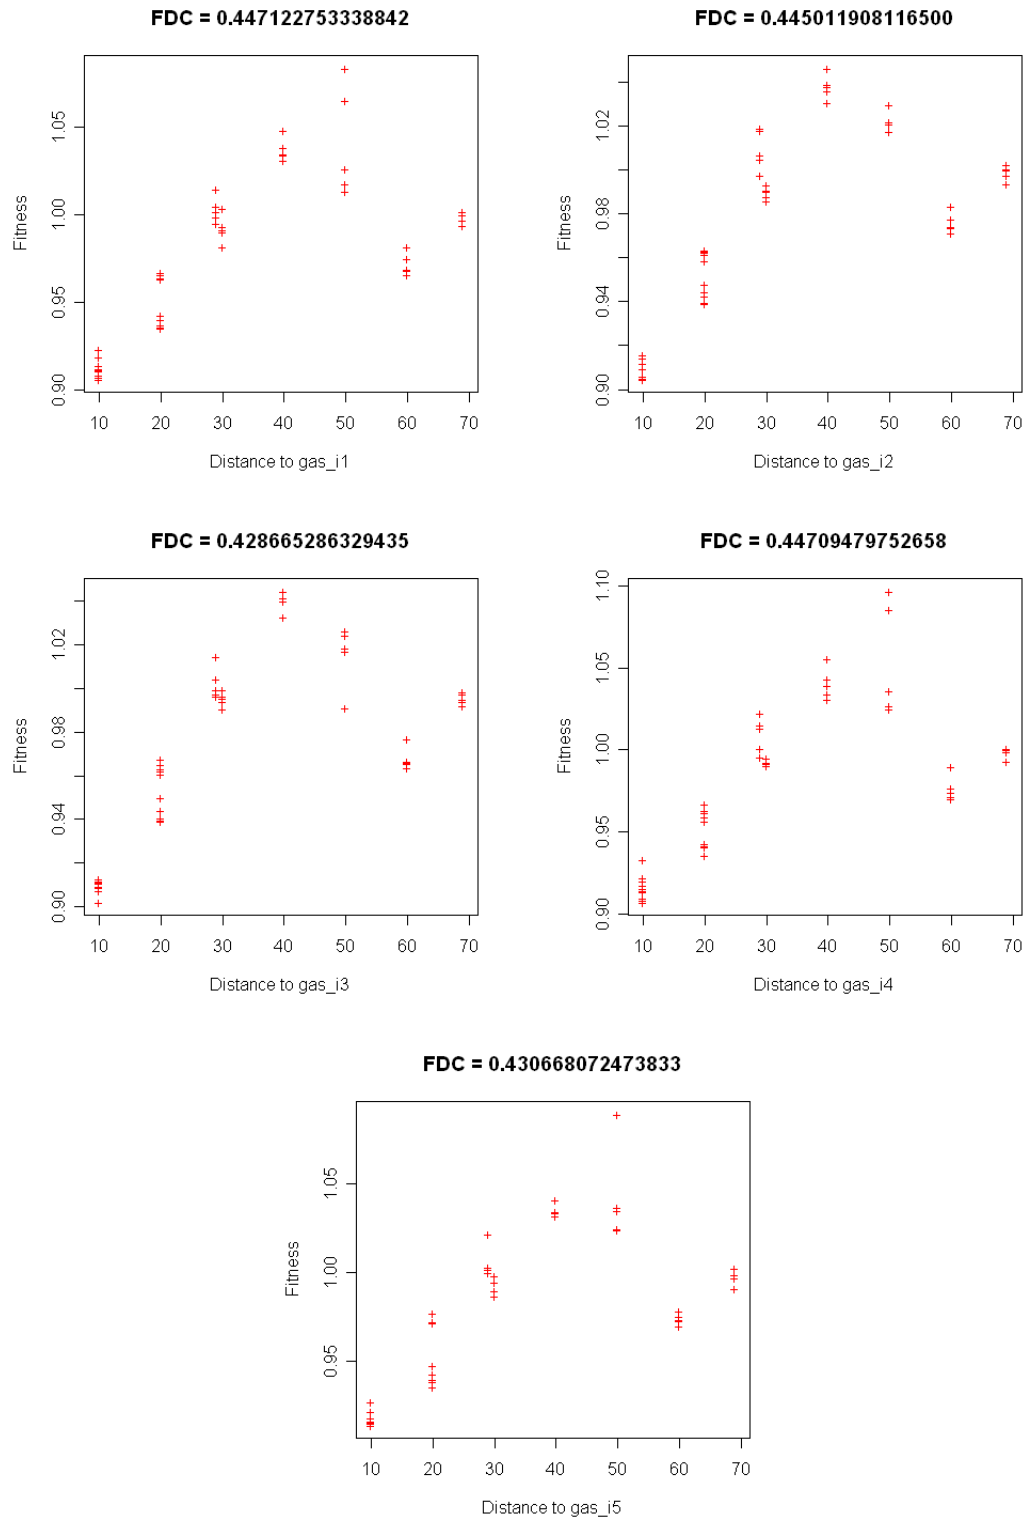 FDC = 0.447122753338842
FDC = 0.445011908116500
Fitness
0.90 0.95 1.00 1.05
10 20 30 40 50 60 70
Distance to gas_i1
Fitness
0.90 0.94 0.98 1.02
10 20 30 40 50 60 70
Distance to gas_i2
FDC = 0.428665286329435
FDC = 0.44709479752658
Fitness
0.90 0.94 0.98 1.02
10 20 30 40 50 60 70
Distance to gas_i3
Fitness
0.90 0.95 1.00 1.05 1.10
10 20 30 40 50 60 70
Distance to gas_i4
FDC = 0.430668072473833
Fitness
0.95 1.00 1.05
10 20 30 40 50 60 70
Distance to gas_i5